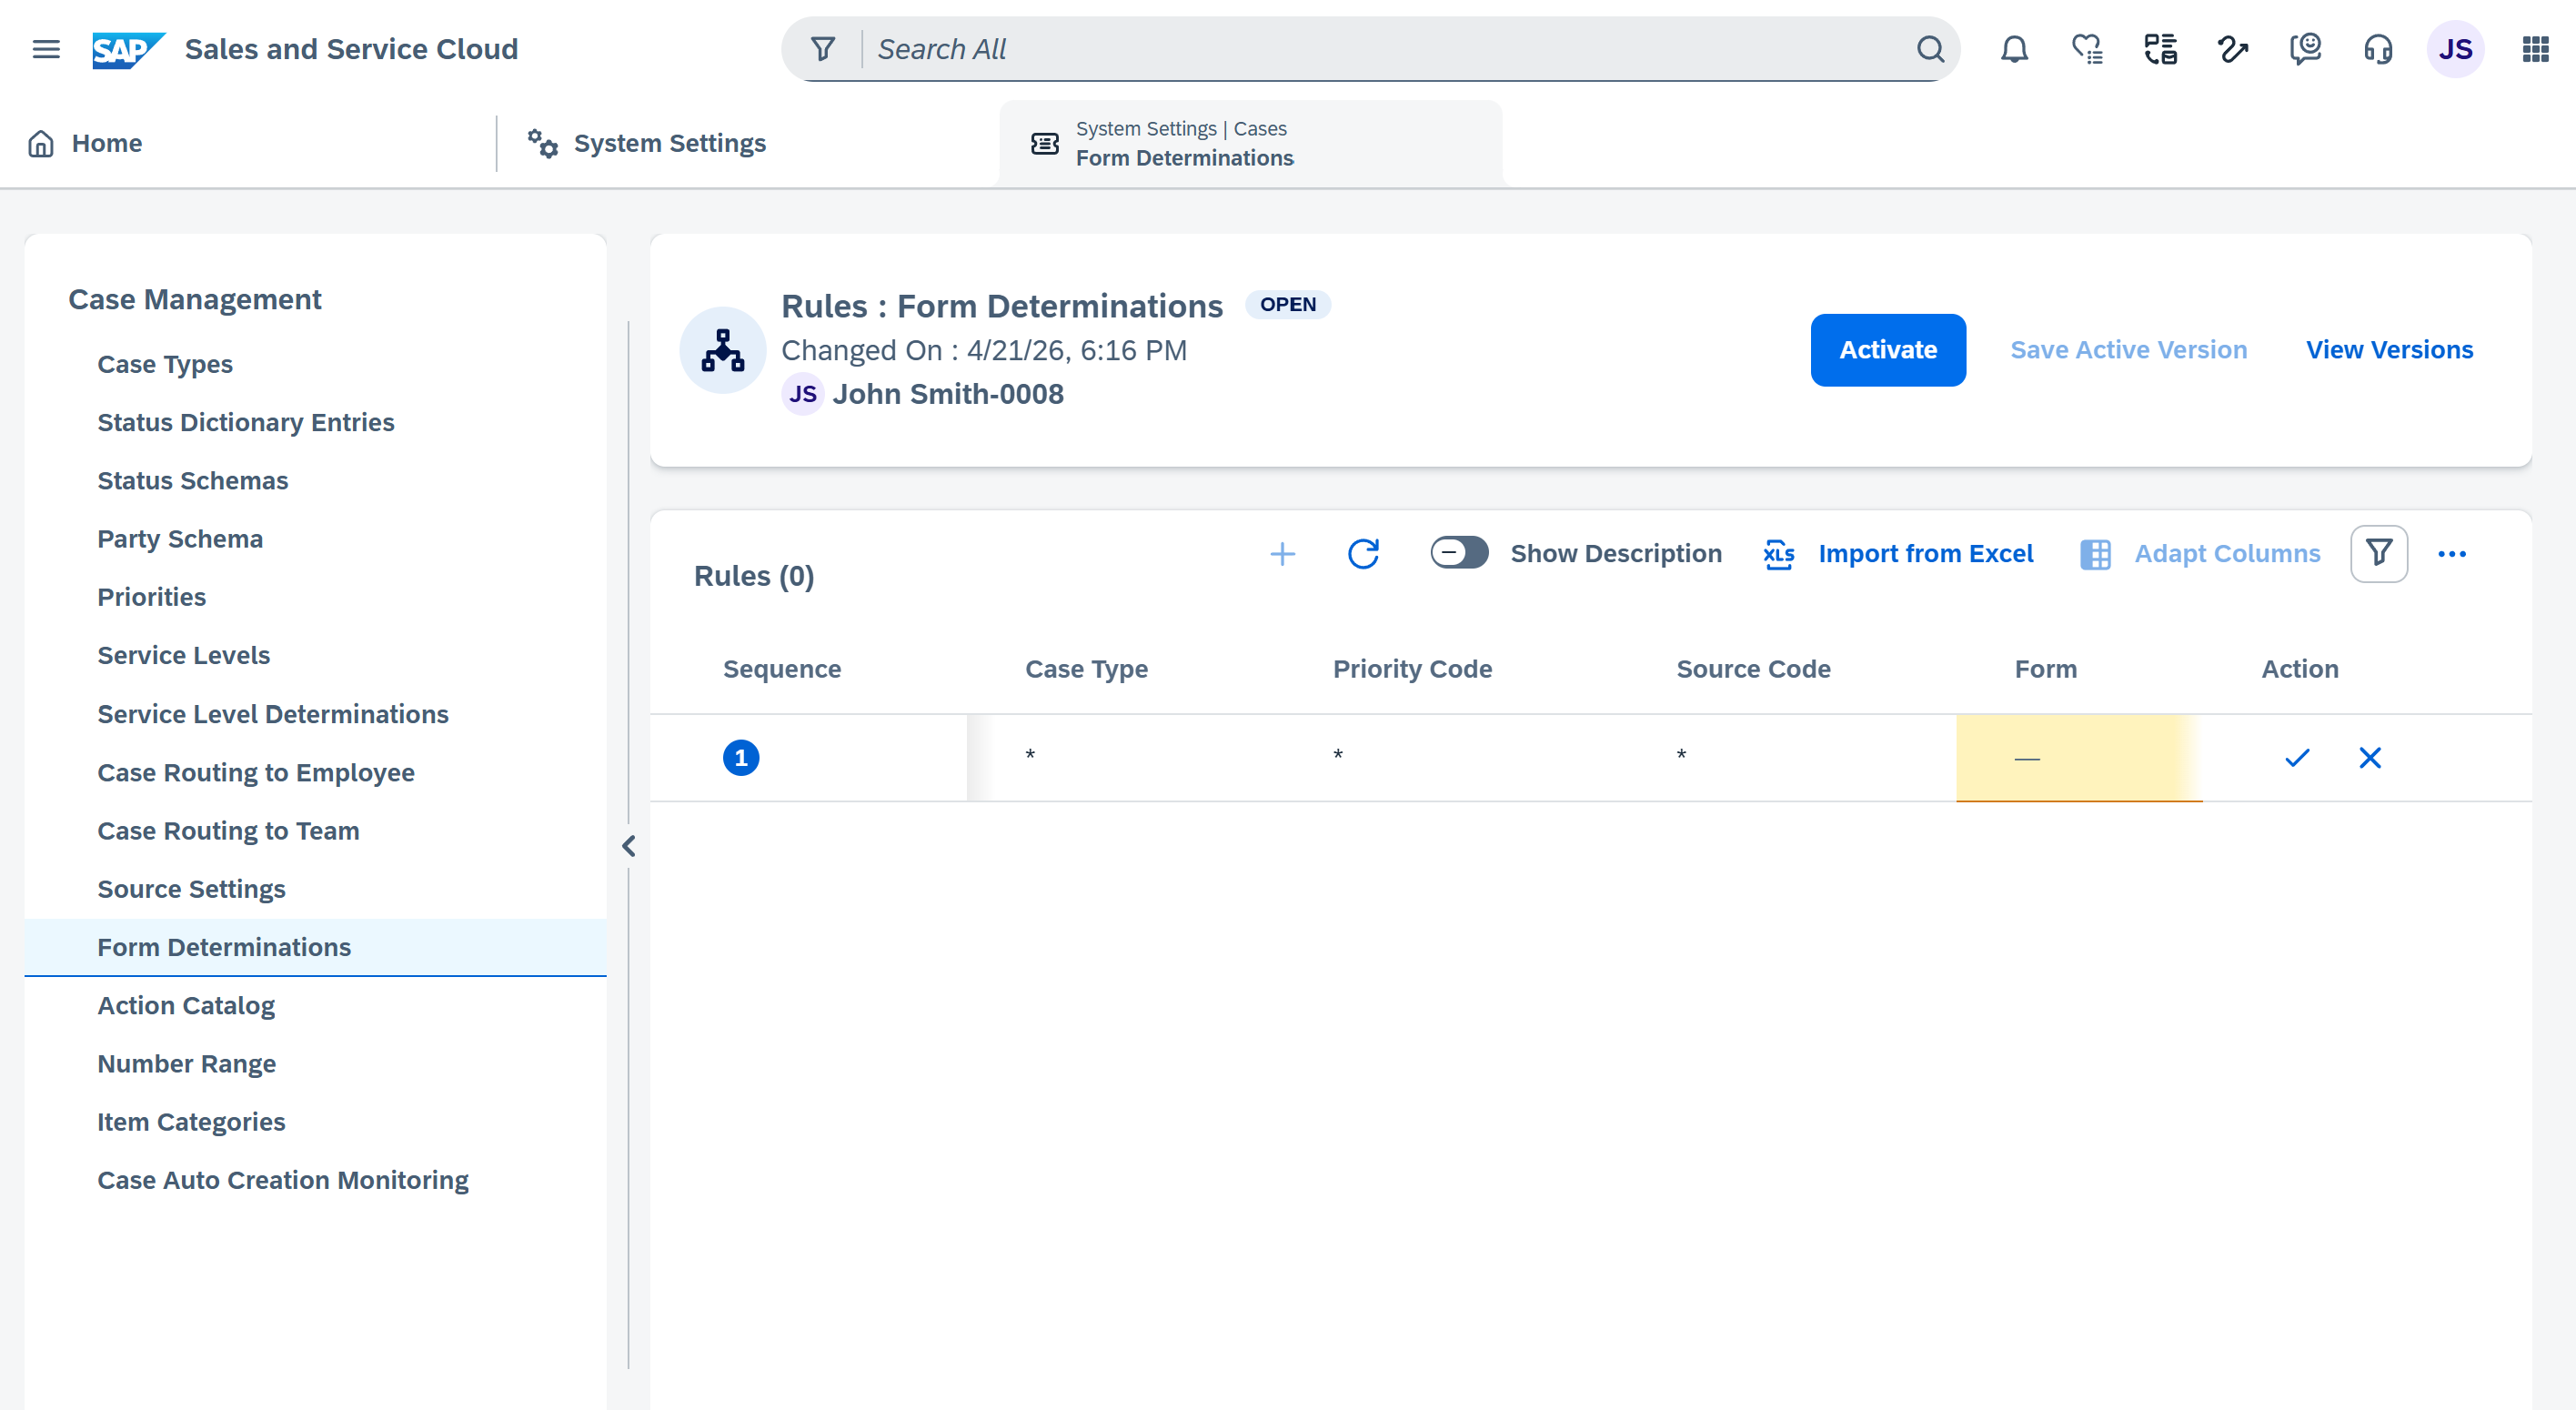 SAP Sales and Service Cloud
Search All
JS
Home
System Settings
System Settings | Cases
Form Determinations
Case Management
Case Types
Status Dictionary Entries
Status Schemas
Party Schema
Priorities
Service Levels
Service Level Determinations
Case Routing to Employee
Case Routing to Team
Source Settings
Form Determinations
Action Catalog
Number Range
Item Categories
Case Auto Creation Monitoring
Rules : Form Determinations OPEN
Changed On : 4/21/26, 6:16 PM
JS John Smith-0008
Activate Save Active Version View Versions
Rules (0)
Show Description XLS Import from Excel Adapt Columns
Sequence Case Type Priority Code Source Code Form Action
1 * * * —